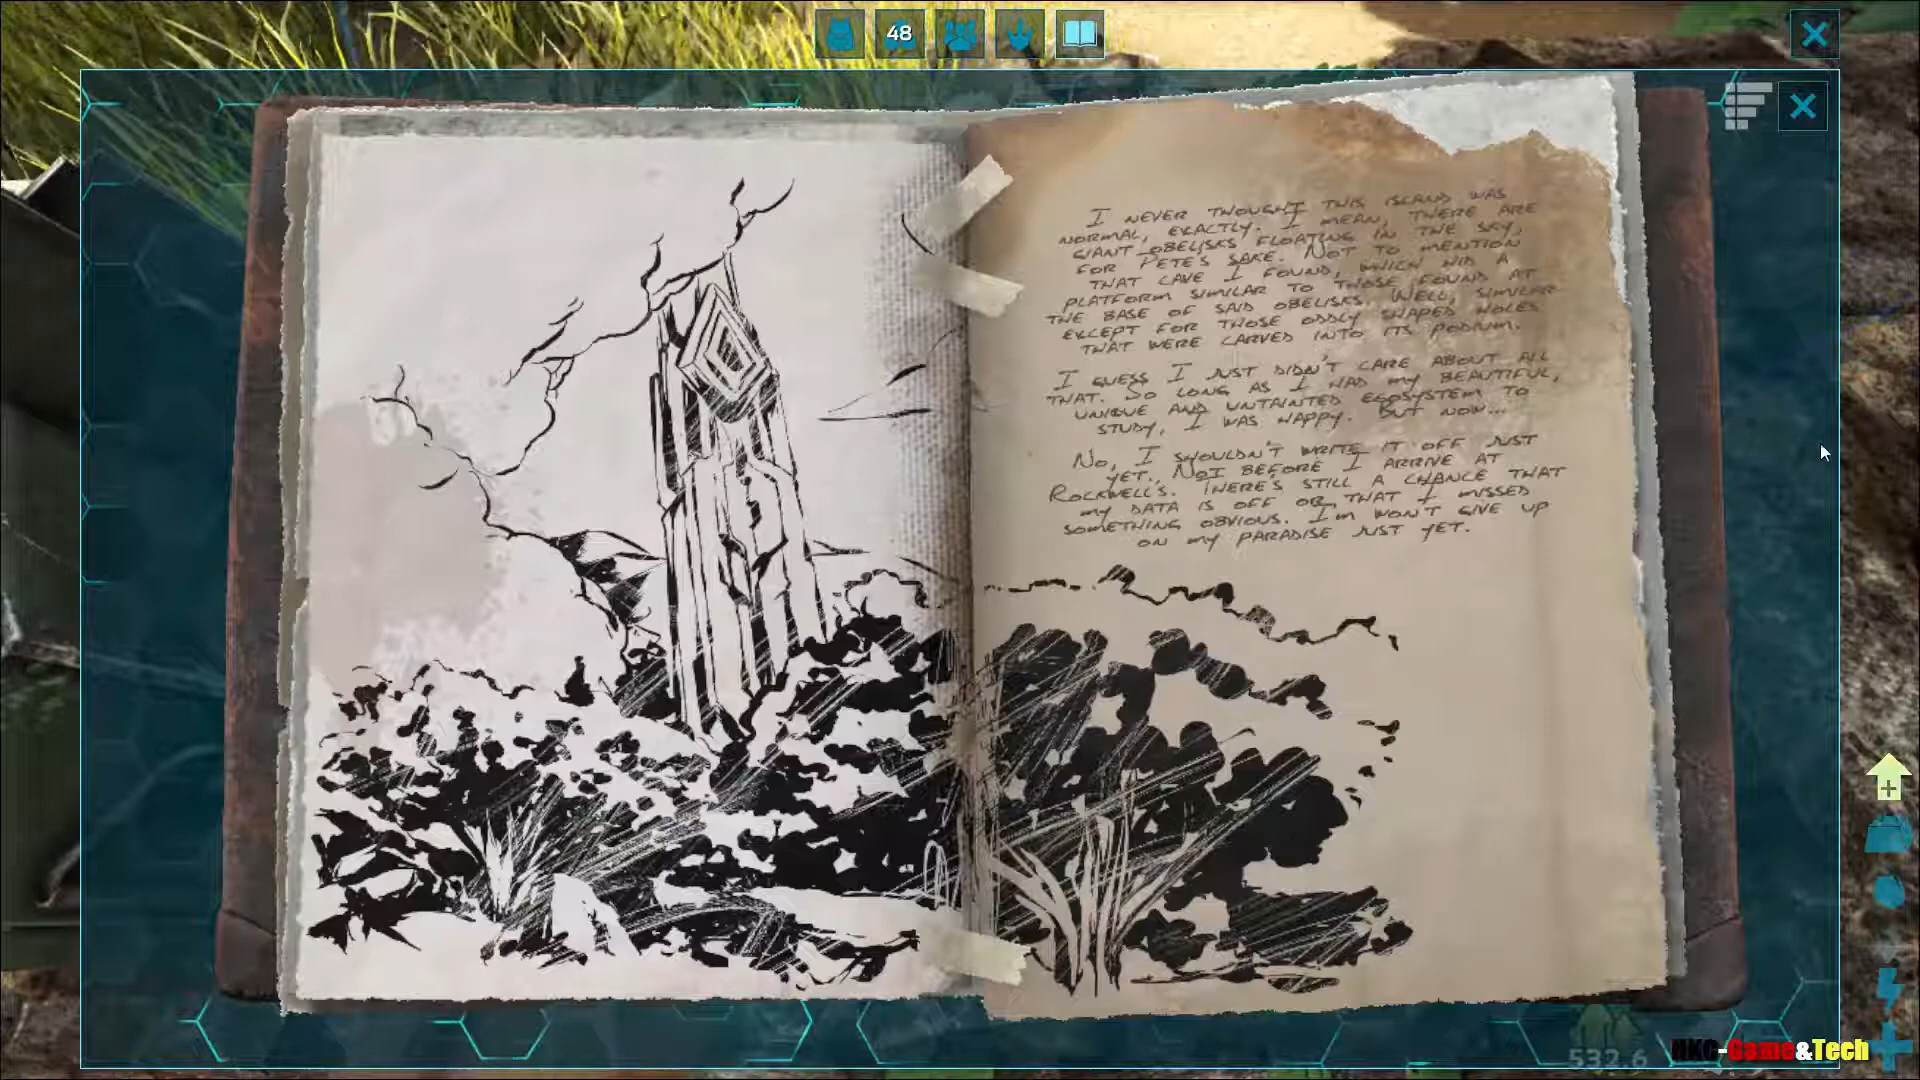 48
I NEVER THOUGHT THIS ISLAND WAS
NORMAL, EXACTLY. I MEAN, THERE ARE
GIANT OBELISKS FLOATING IN THE SKY,
FOR PETE'S SAKE. NOT TO MENTION
THAT CAVE I FOUND, WHICH HID A
PLATFORM SIMILAR TO THOSE FOUND AT
THE BASE OF SAID OBELISKS. WELL, SIMILAR
EXCEPT FOR THOSE ODDLY SHAPED HOLES
THAT WERE CARVED INTO ITS PODIUM.
I GUESS I JUST DIDN'T CARE ABOUT ALL
THAT. SO LONG AS I HAD MY BEAUTIFUL,
UNIQUE AND UNTAINTED ECOSYSTEM TO
STUDY, I WAS HAPPY. BUT NOW...
NO, I SHOULDN'T WRITE IT OFF JUST
YET. NOT BEFORE I ARRIVE AT
ROCKWELL'S. THERE'S STILL A CHANCE THAT
MY DATA IS OFF OR THAT I MISSED
SOMETHING OBVIOUS. I'M WON'T GIVE UP
ON MY PARADISE JUST YET.
532.6
HKC-Game&Tech